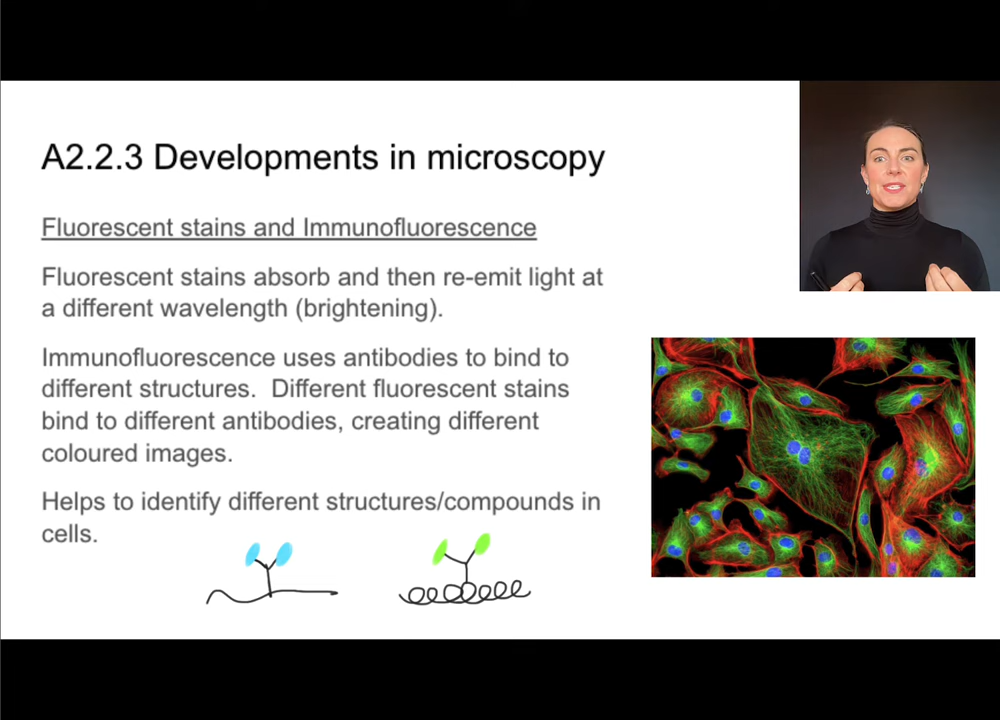 A2.2.3 Developments in microscopy
Fluorescent stains and Immunofluorescence
Fluorescent stains absorb and then re-emit light at
a different wavelength (brightening).
Immunofluorescence uses antibodies to bind to
different structures.  Different fluorescent stains
bind to different antibodies, creating different
coloured images.
Helps to identify different structures/compounds in
cells.